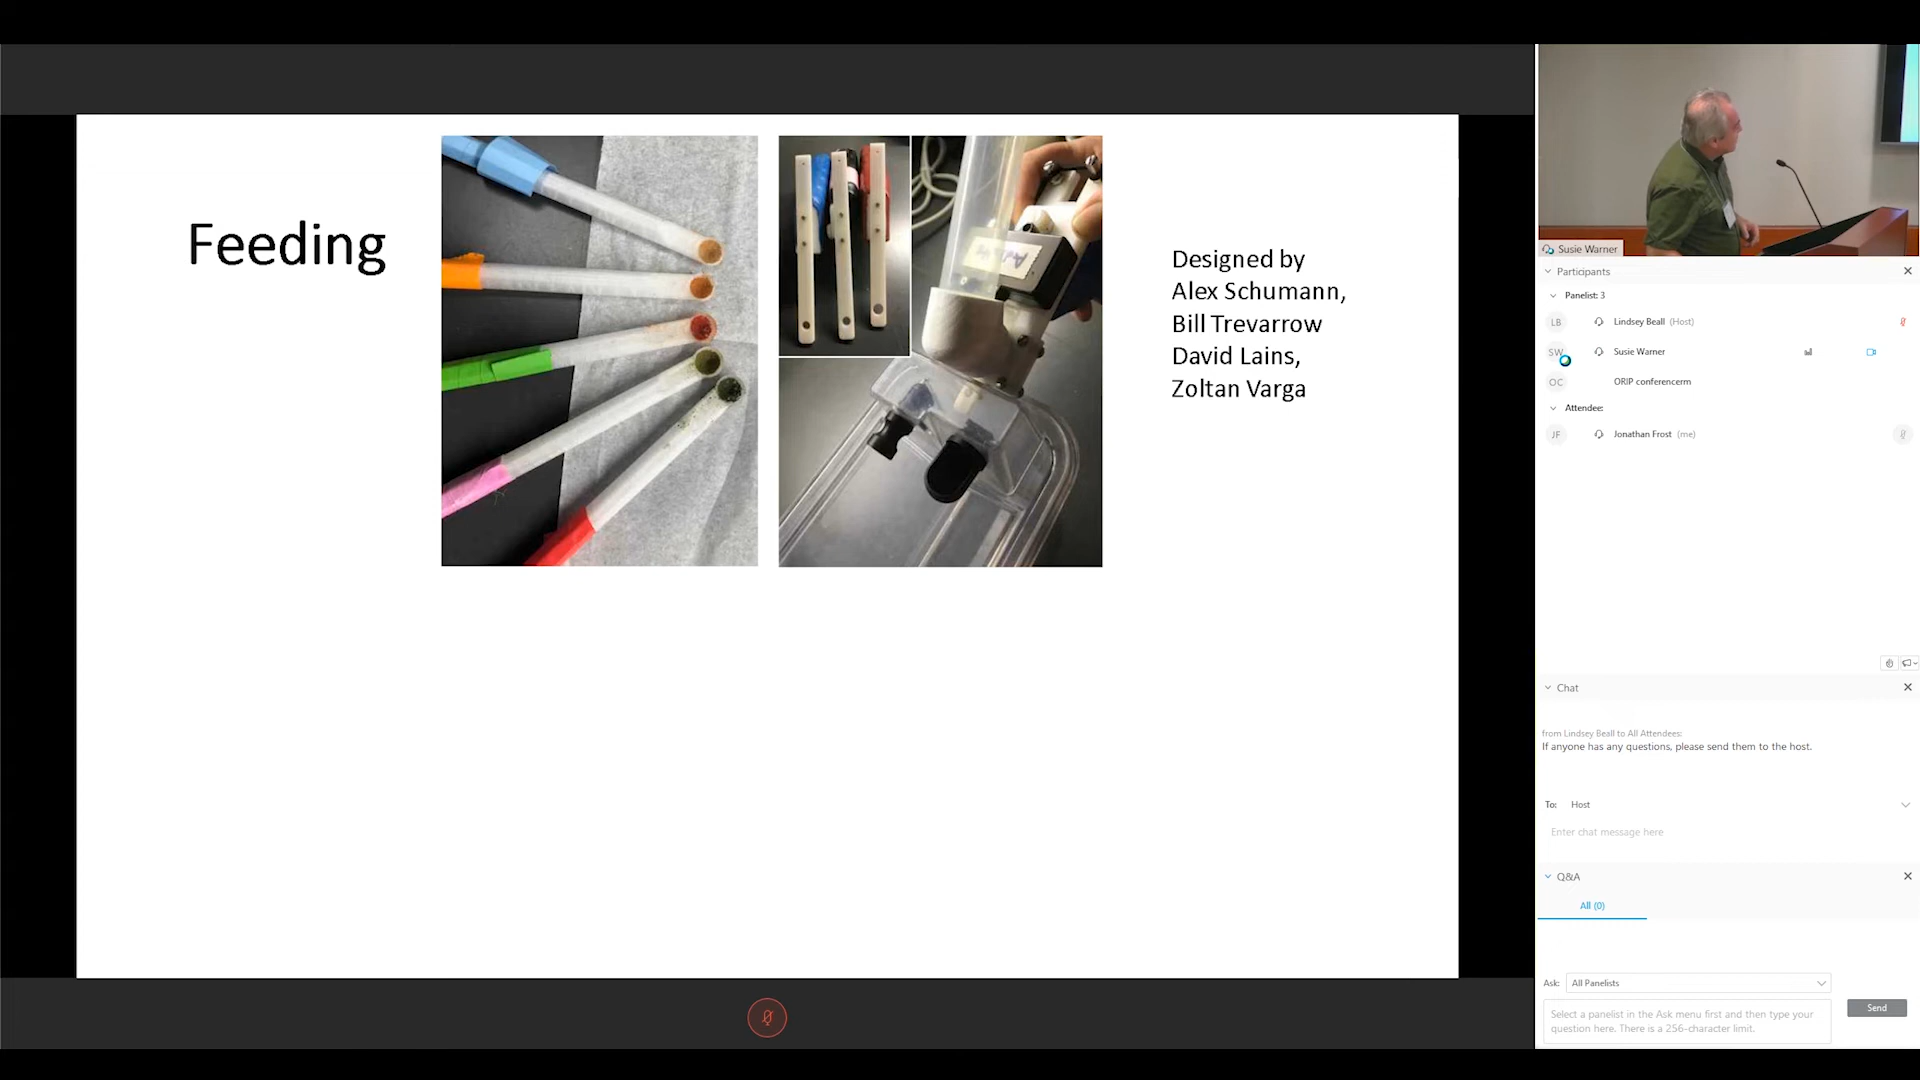 Feeding
Designed by
Alex Schumann,
Bill Trevarrow
David Lains,
Zoltan Varga
Susie Warner
Participants
Panelist: 3
LB Lindsey Beall (Host)
SW Susie Warner
OC ORIP conferencerm
Attendee:
JF Jonathan Frost (me)
Chat
from Lindsey Beall to All Attendees:
If anyone has any questions, please send them to the host.
To: Host
Enter chat message here
Q&A
All (0)
Ask: All Panelists
Select a panelist in the Ask menu first and then type your
question here. There is a 256-character limit.
Send